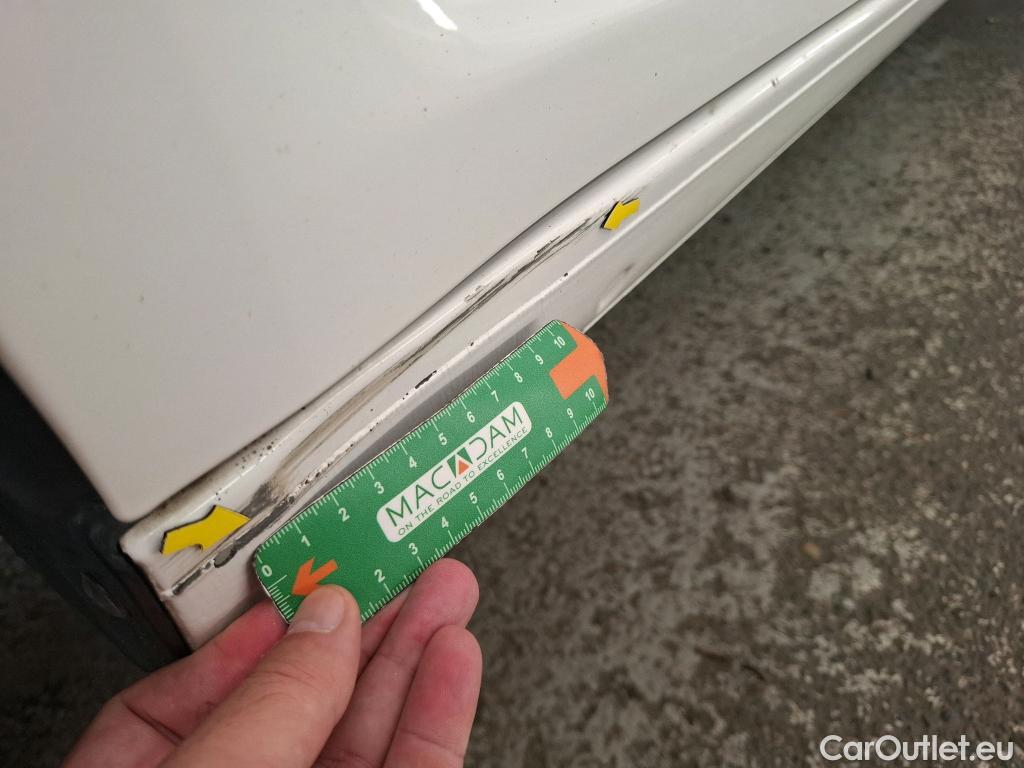 0 1 2 3 4 5 6 7 8 9 10
MACADAM
ON THE ROAD TO EXCELLENCE
2 3 4 5 6 7 8 9 10
CarOutlet.eu